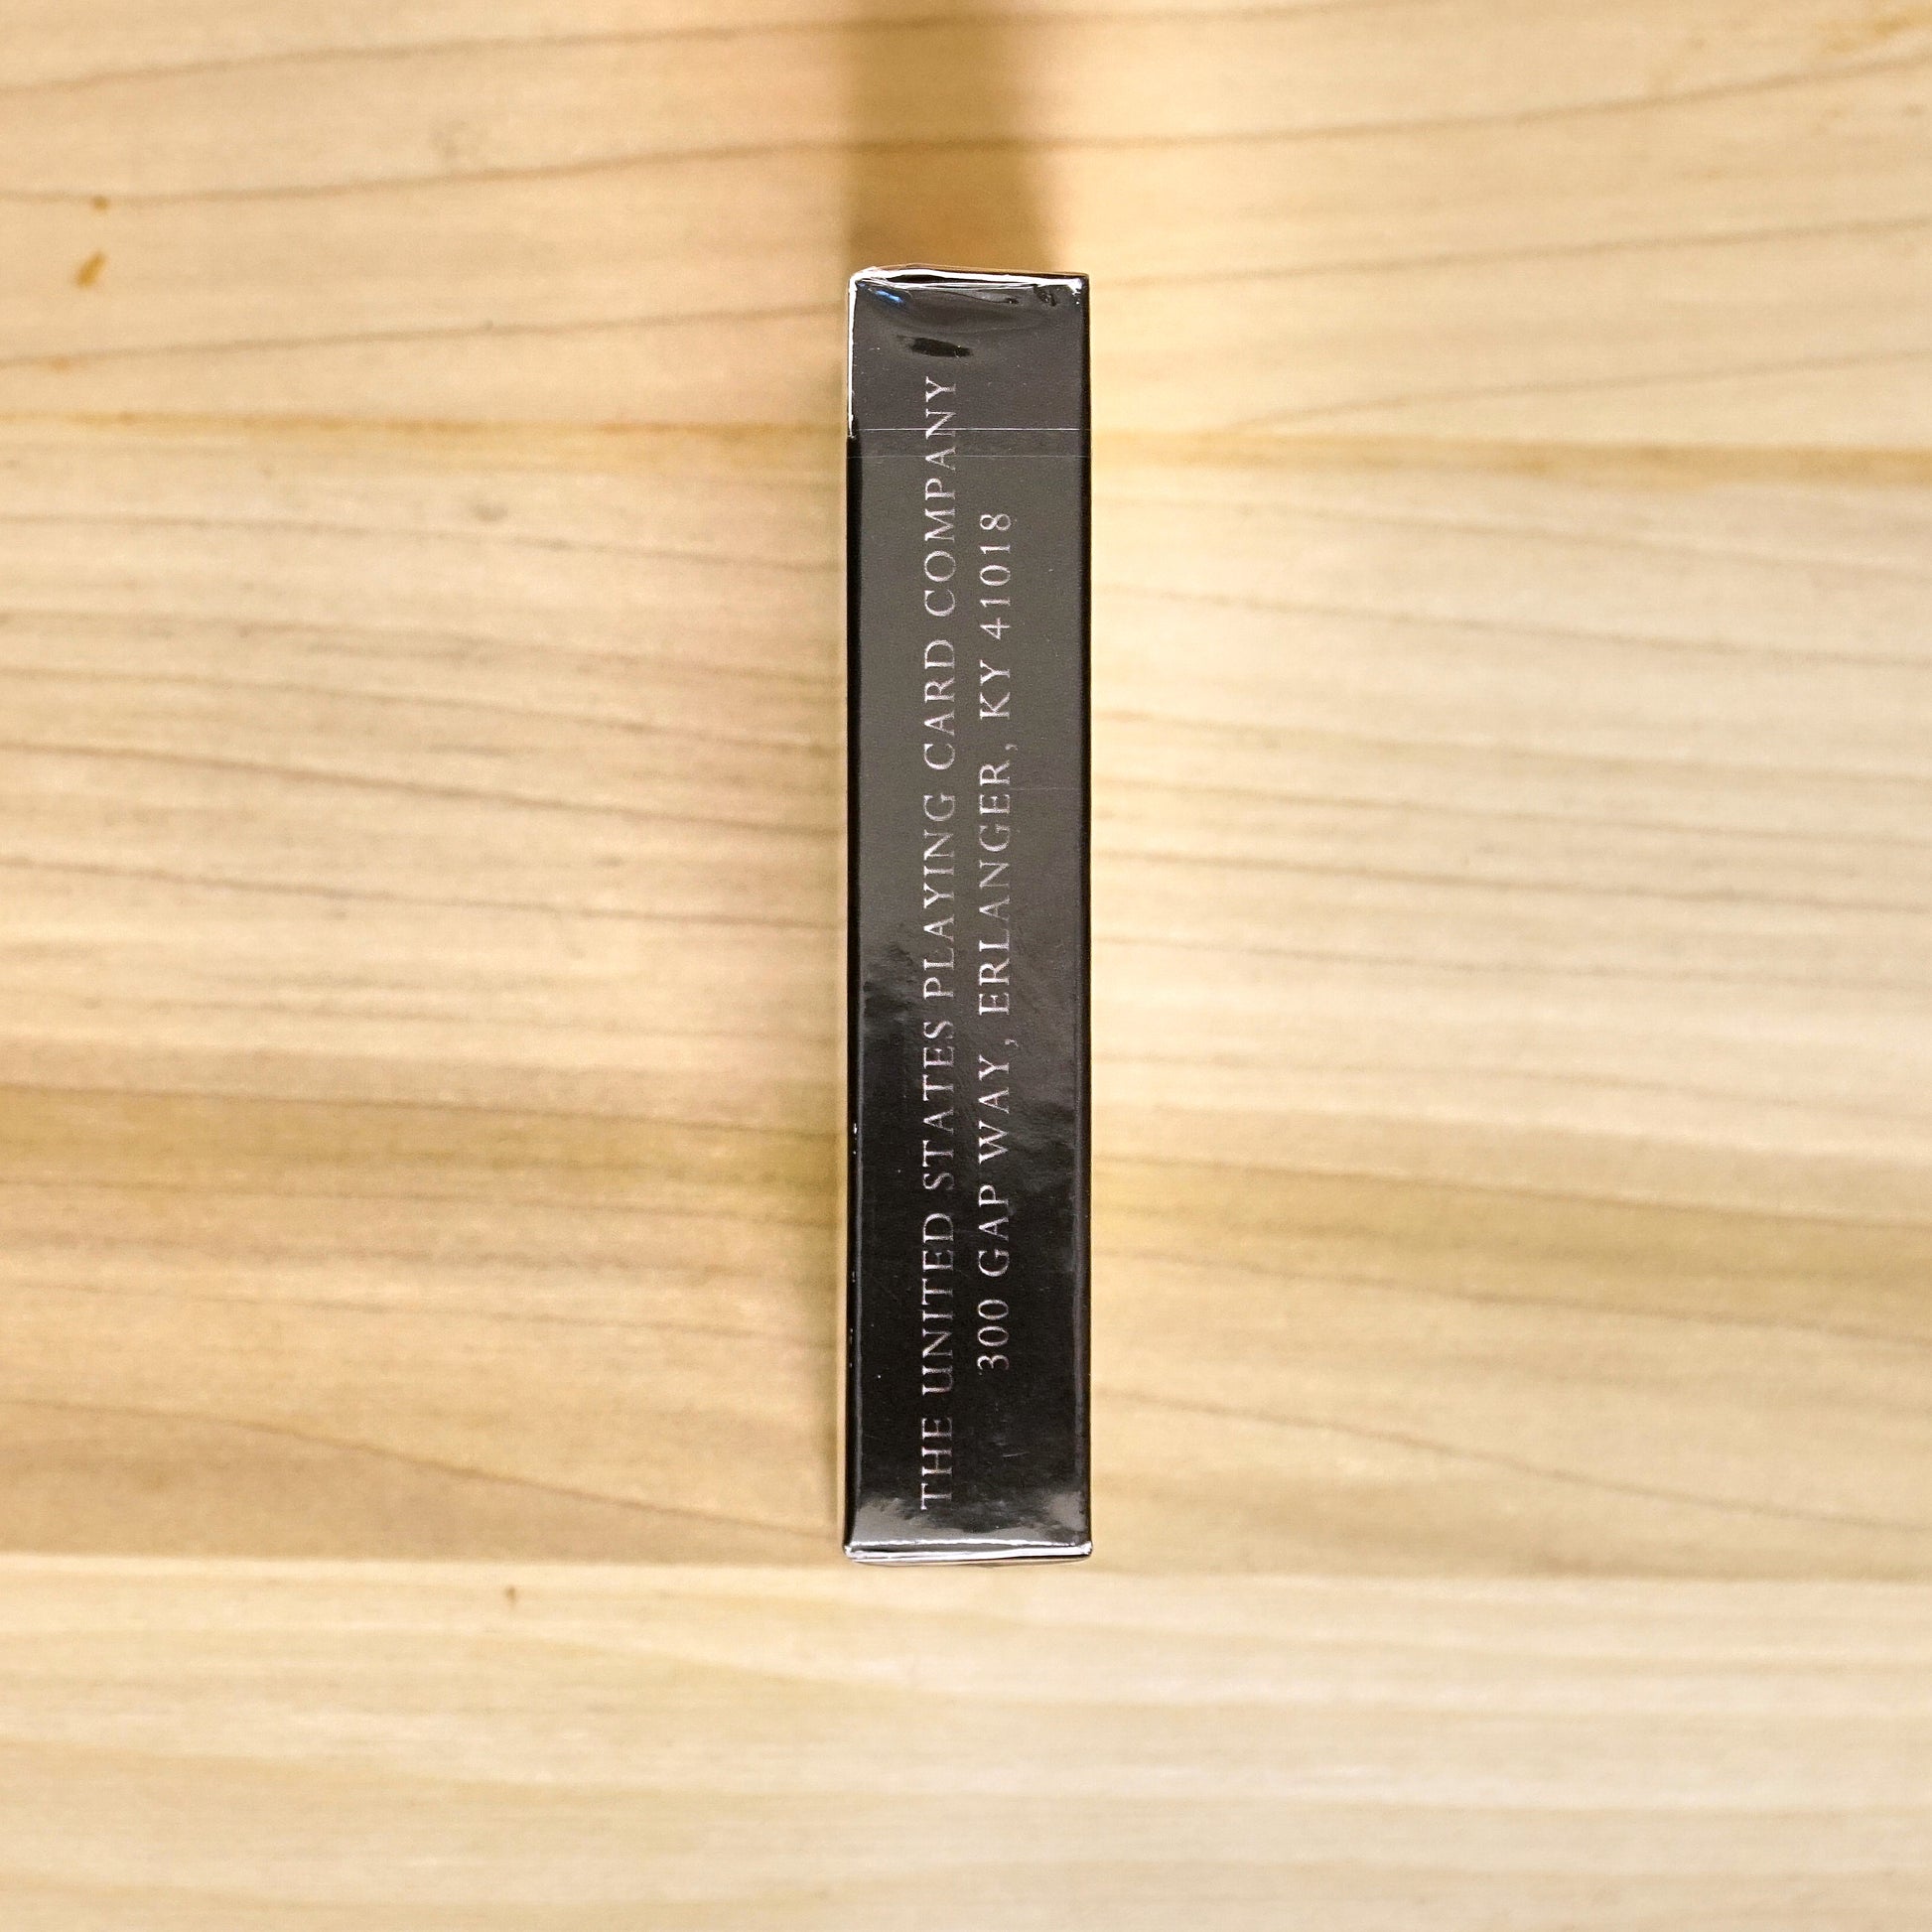 THE UNITED STATES PLAYING CARD COMPANY
300 GAP WAY, ERLANGER, KY 41018